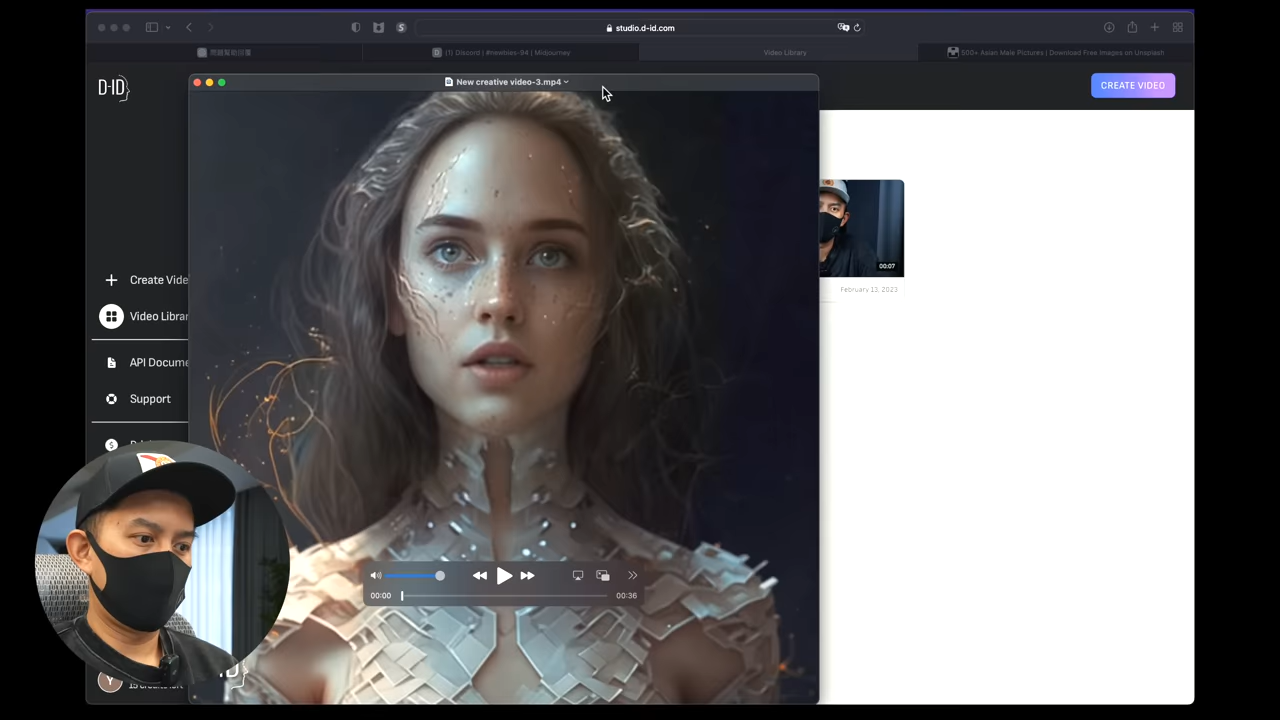 studio.d-id.com
(1) Discord | #newbies-94 | Midjourney
Video Library
500+ Asian Male Pictures | Download Free Images on Unsplash
D-ID
New creative video-3.mp4
CREATE VIDEO
00:07
February 13, 2023
Create Vide
Video Librar
API Docume
Support
00:00
00:36